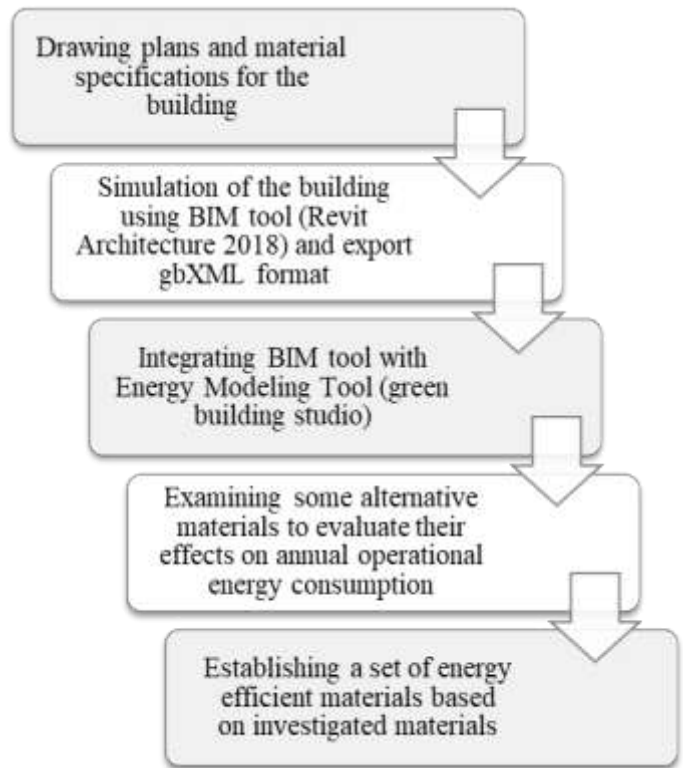 Drawing plans and material
specifications for the
building
Simulation of the building
using BIM tool (Revit
Architecture 2018) and export
gbXML format
Integrating BIM tool with
Energy Modeling Tool (green
building studio)
Examining some alternative
materials to evaluate their
effects on annual operational
energy consumption
Establishing a set of energy
efficient materials based
on investigated materials